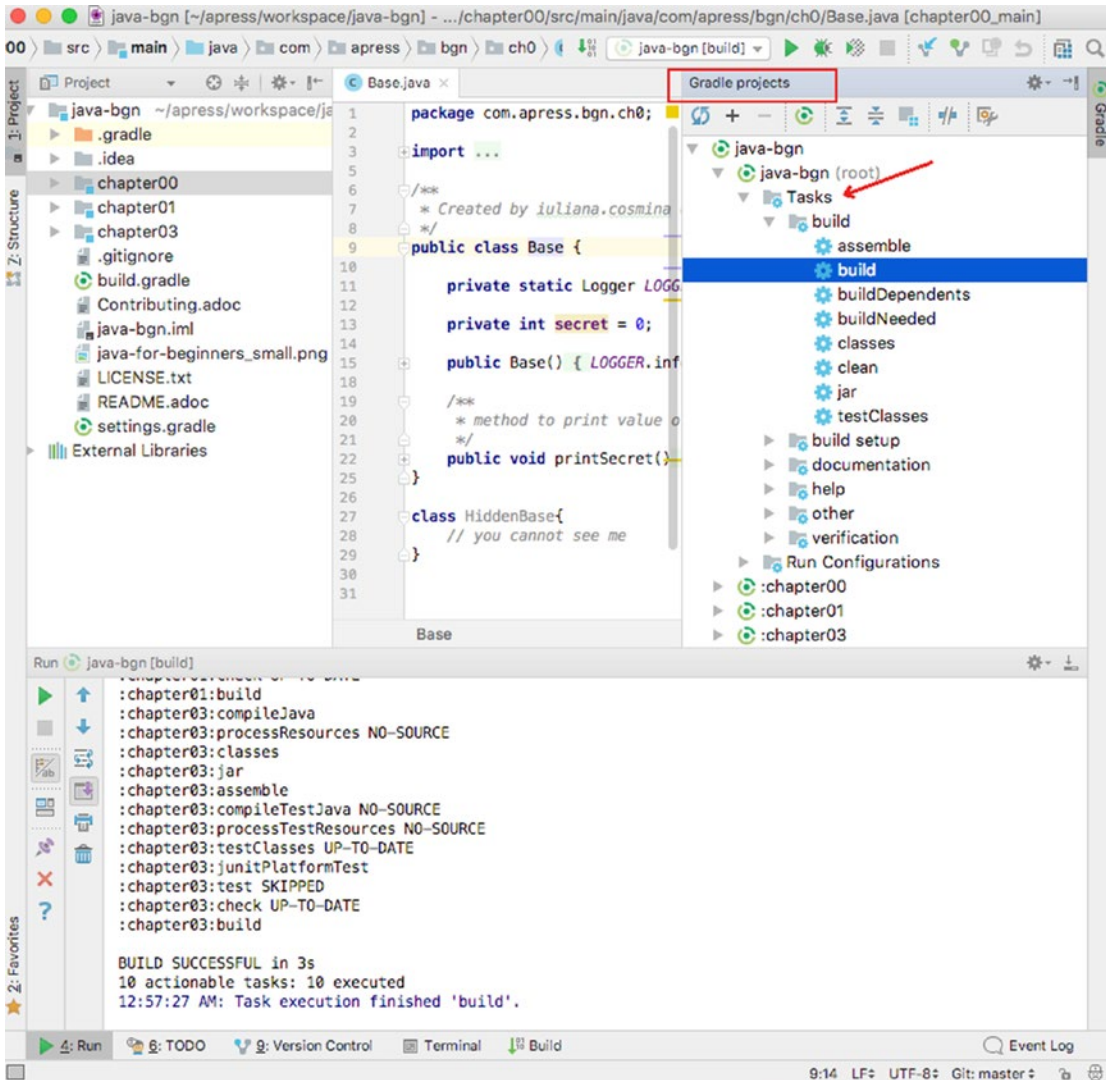 java-bgn [~/apress/workspace/java-bgn] - .../chapter00/src/main/java/com/apress/bgn/ch0/Base.java [chapter00_main]
00 src main java com apress bgn ch0 java-bgn [build]
1: Project
Z: Structure
2: Favorites
Project
java-bgn ~/apress/workspace/ja
.gradle
.idea
chapter00
chapter01
chapter03
.gitignore
build.gradle
Contributing.adoc
java-bgn.iml
java-for-beginners_small.png
LICENSE.txt
README.adoc
settings.gradle
External Libraries
Base.java
1 package com.apress.bgn.ch0;
2
3 import ...
5
6 /**
7 * Created by iuliana.cosmina
8 */
9 public class Base {
10
11 private static Logger LOGG
12
13 private int secret = 0;
14
15 public Base() { LOGGER.inf
18
19 /**
20 * method to print value o
21 */
22 public void printSecret()
25 }
26
27 class HiddenBase{
28 // you cannot see me
29 }
30
31
Base
Gradle projects
Gradle
java-bgn
java-bgn (root)
Tasks
build
assemble
build
buildDependents
buildNeeded
classes
clean
jar
testClasses
build setup
documentation
help
other
verification
Run Configurations
:chapter00
:chapter01
:chapter03
Run java-bgn [build]
:chapter01:check UP-TO-DATE
:chapter01:build
:chapter03:compileJava
:chapter03:processResources NO-SOURCE
:chapter03:classes
:chapter03:jar
:chapter03:assemble
:chapter03:compileTestJava NO-SOURCE
:chapter03:processTestResources NO-SOURCE
:chapter03:testClasses UP-TO-DATE
:chapter03:junitPlatformTest
:chapter03:test SKIPPED
:chapter03:check UP-TO-DATE
:chapter03:build
BUILD SUCCESSFUL in 3s
10 actionable tasks: 10 executed
12:57:27 AM: Task execution finished 'build'.
4: Run 6: TODO 9: Version Control Terminal Build Event Log
9:14 LF UTF-8 Git: master